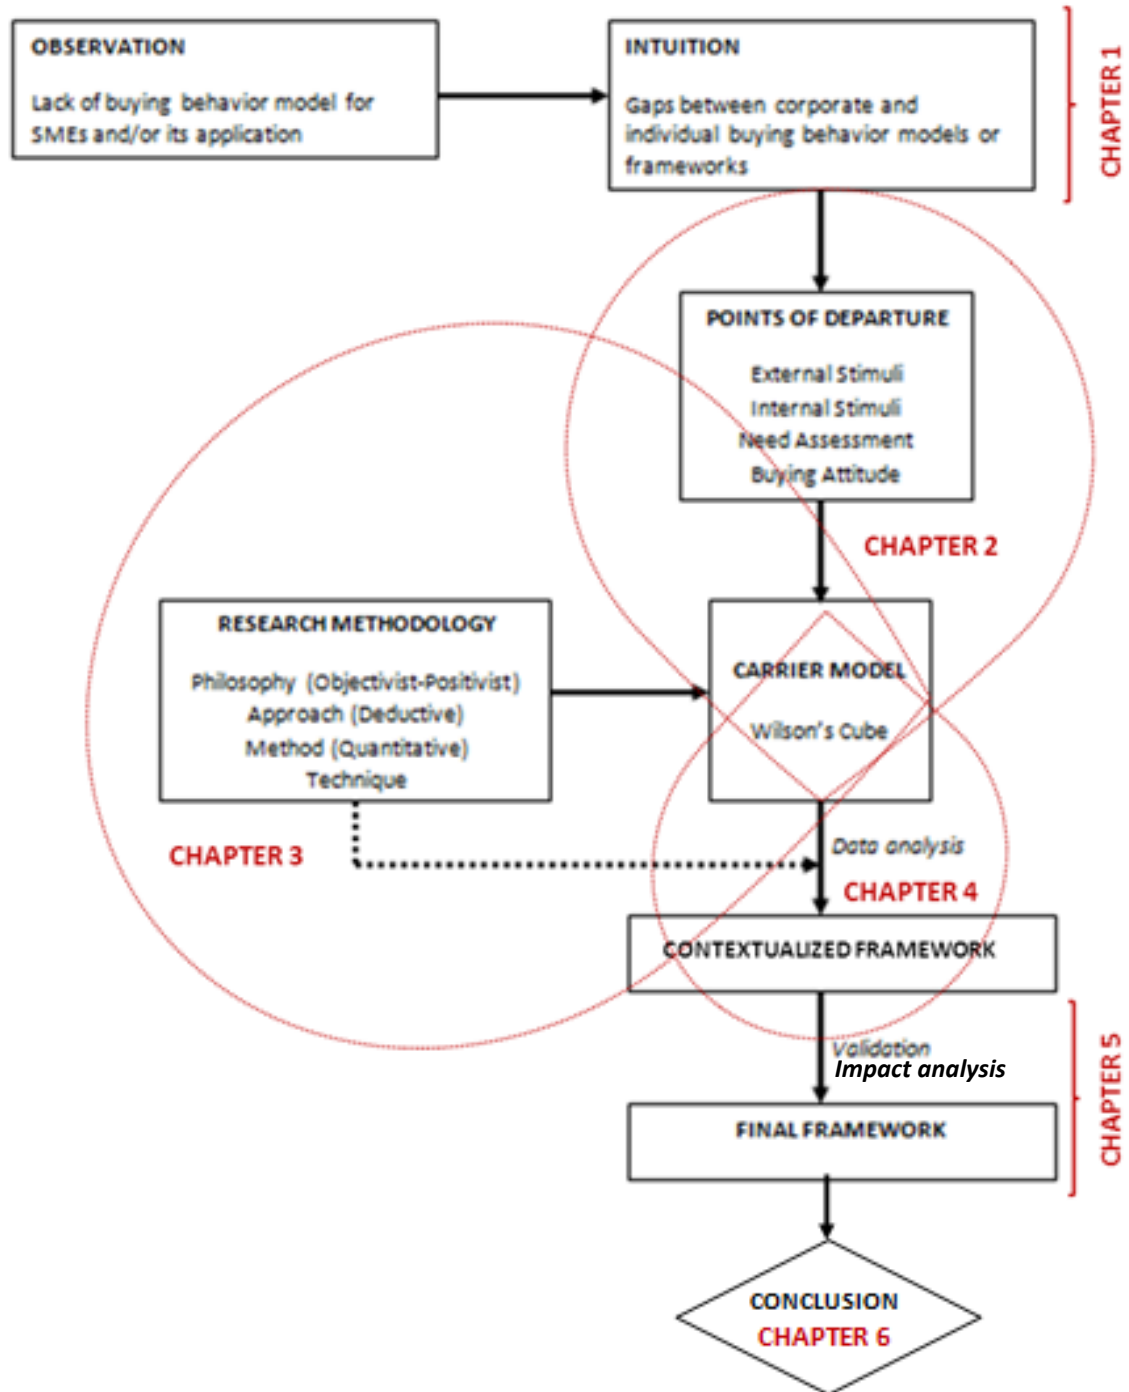 OBSERVATION
Lack of buying behavior model for
SMEs and/or its application
INTUITION
Gaps between corporate and
individual buying behavior models or
frameworks
CHAPTER 1
POINTS OF DEPARTURE
External Stimuli
Internal Stimuli
Need Assessment
Buying Attitude
CHAPTER 2
RESEARCH METHODOLOGY
Philosophy (Objectivist-Positivist)
Approach (Deductive)
Method (Quantitative)
Technique
CARRIER MODEL
Wilson's Cube
CHAPTER 3
Data analysis
CHAPTER 4
CONTEXTUALIZED FRAMEWORK
Validation
Impact analysis
CHAPTER 5
FINAL FRAMEWORK
CONCLUSION
CHAPTER 6